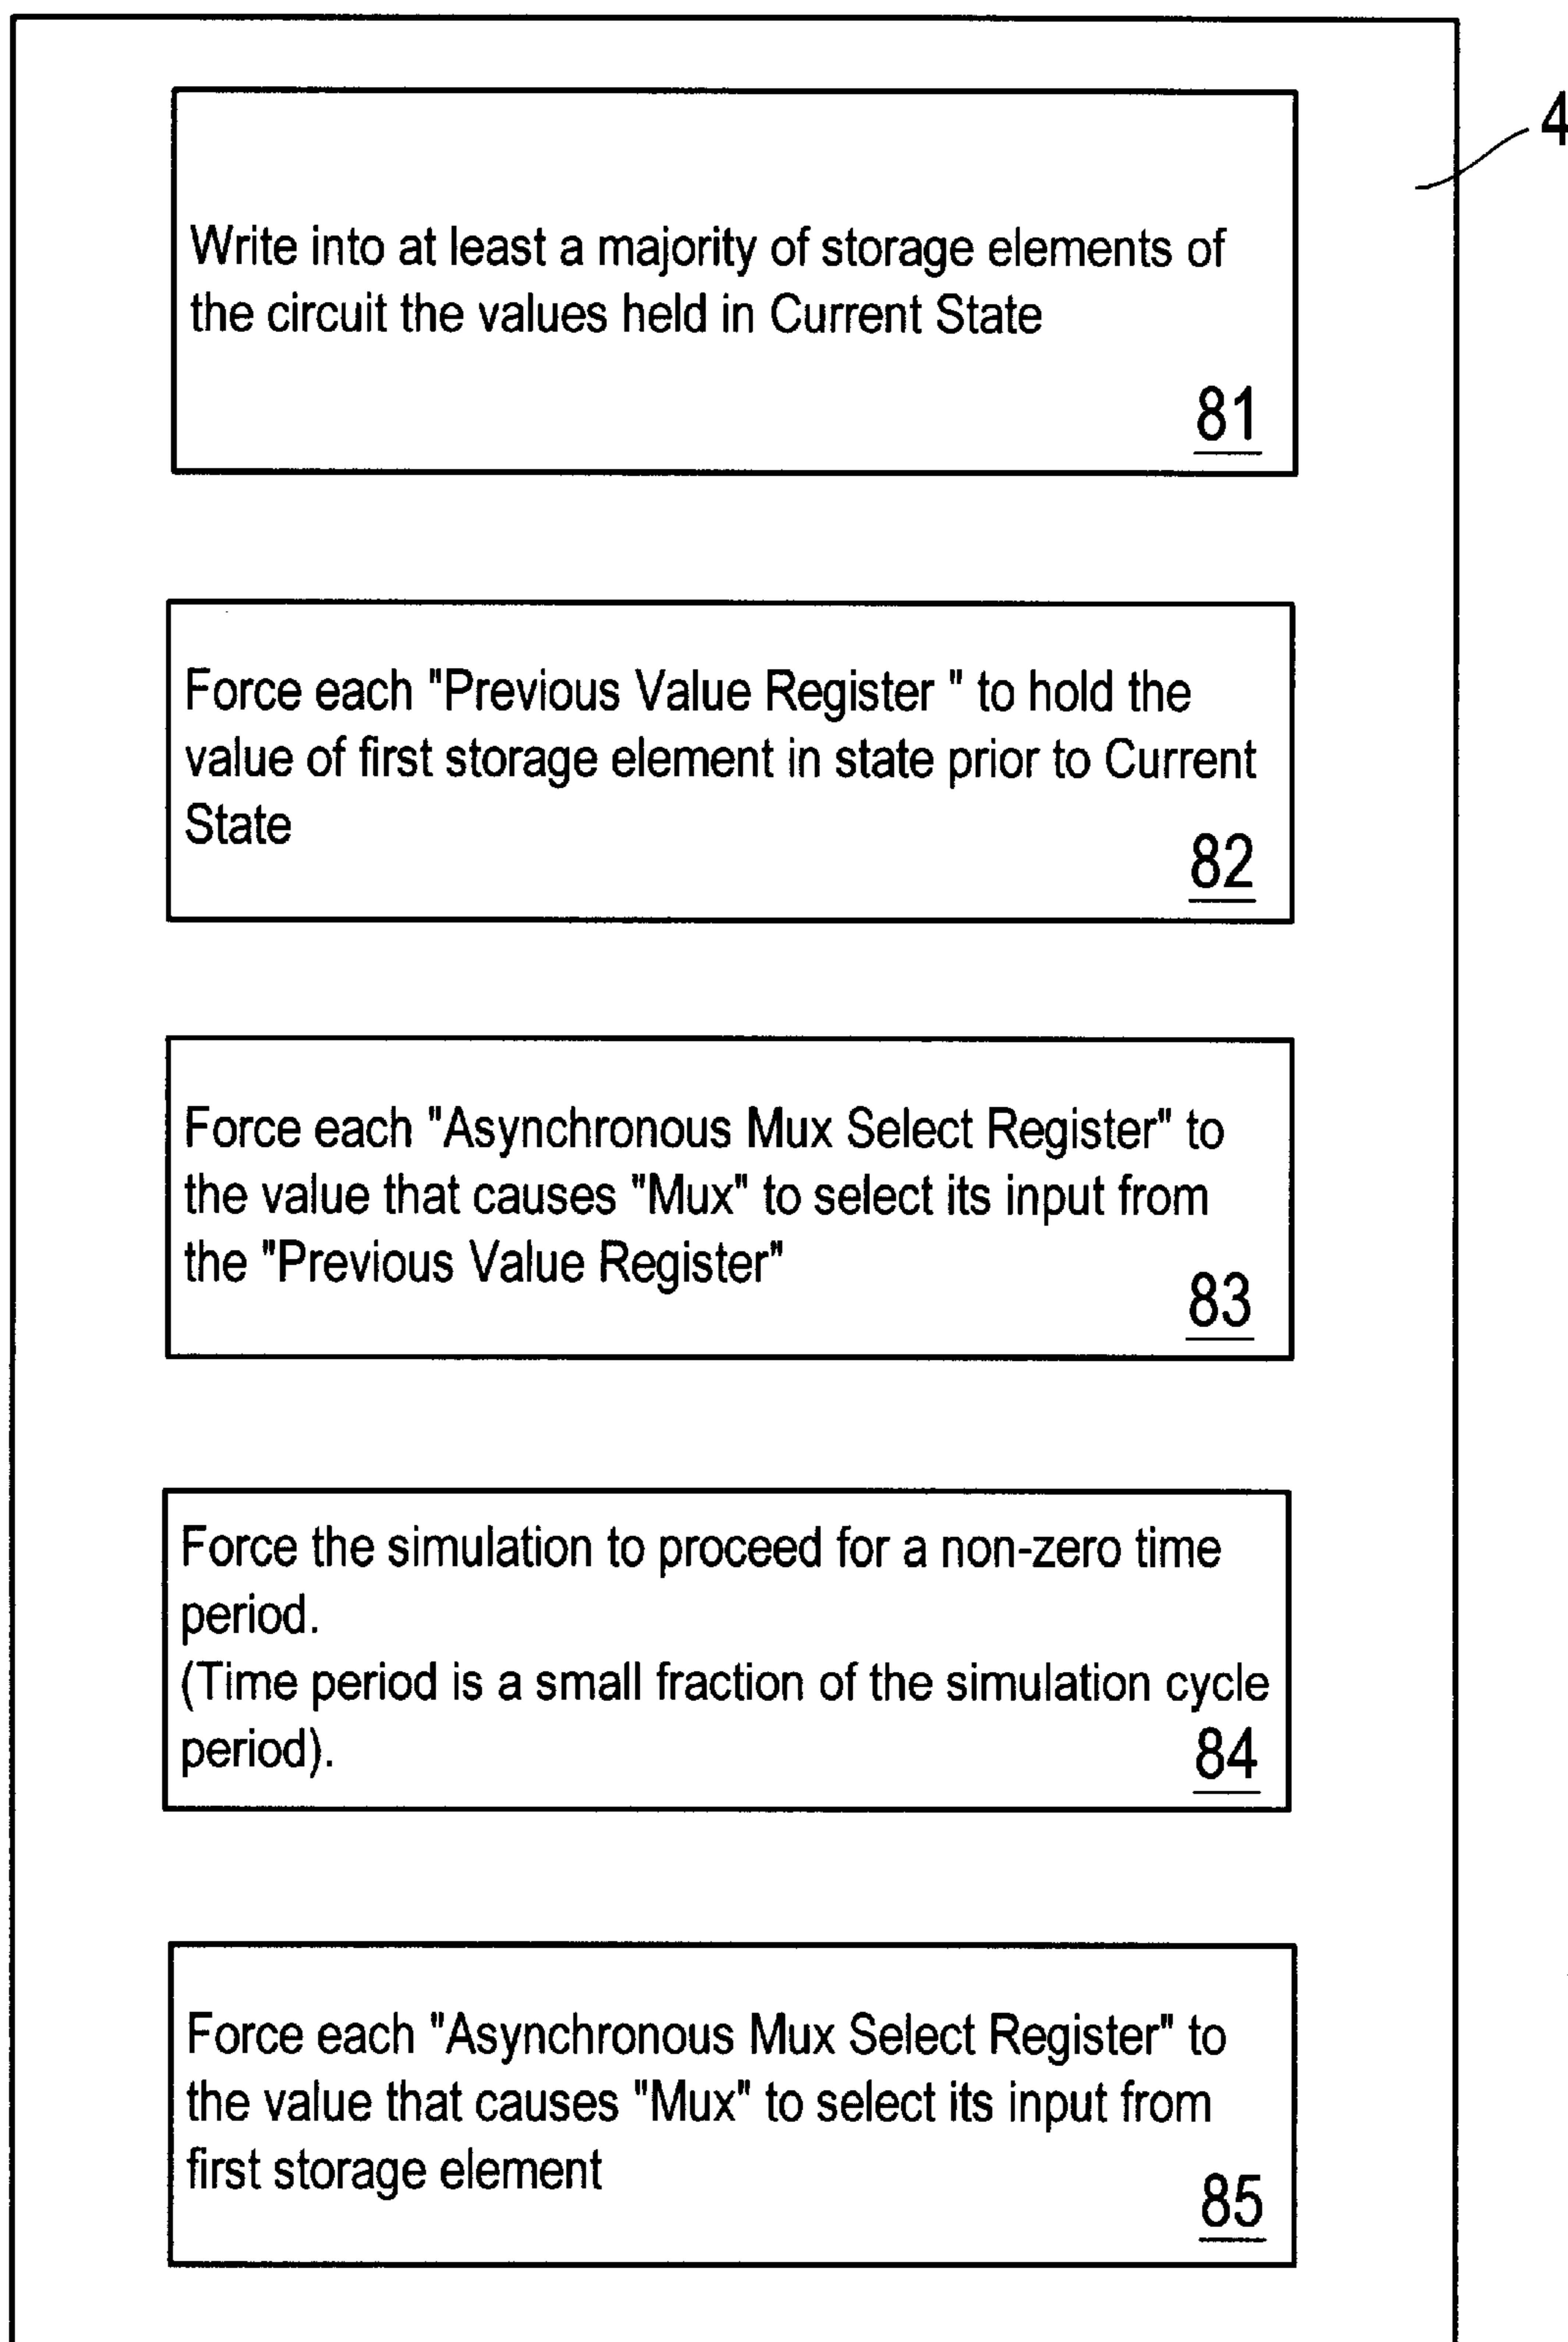 4
Write into at least a majority of storage elements of
the circuit the values held in Current State
81
Force each "Previous Value Register " to hold the
value of first storage element in state prior to Current
State
82
Force each "Asynchronous Mux Select Register" to
the value that causes "Mux" to select its input from
the "Previous Value Register"
83
Force the simulation to proceed for a non-zero time
period.
(Time period is a small fraction of the simulation cycle
period).
84
Force each "Asynchronous Mux Select Register" to
the value that causes "Mux" to select its input from
first storage element
85